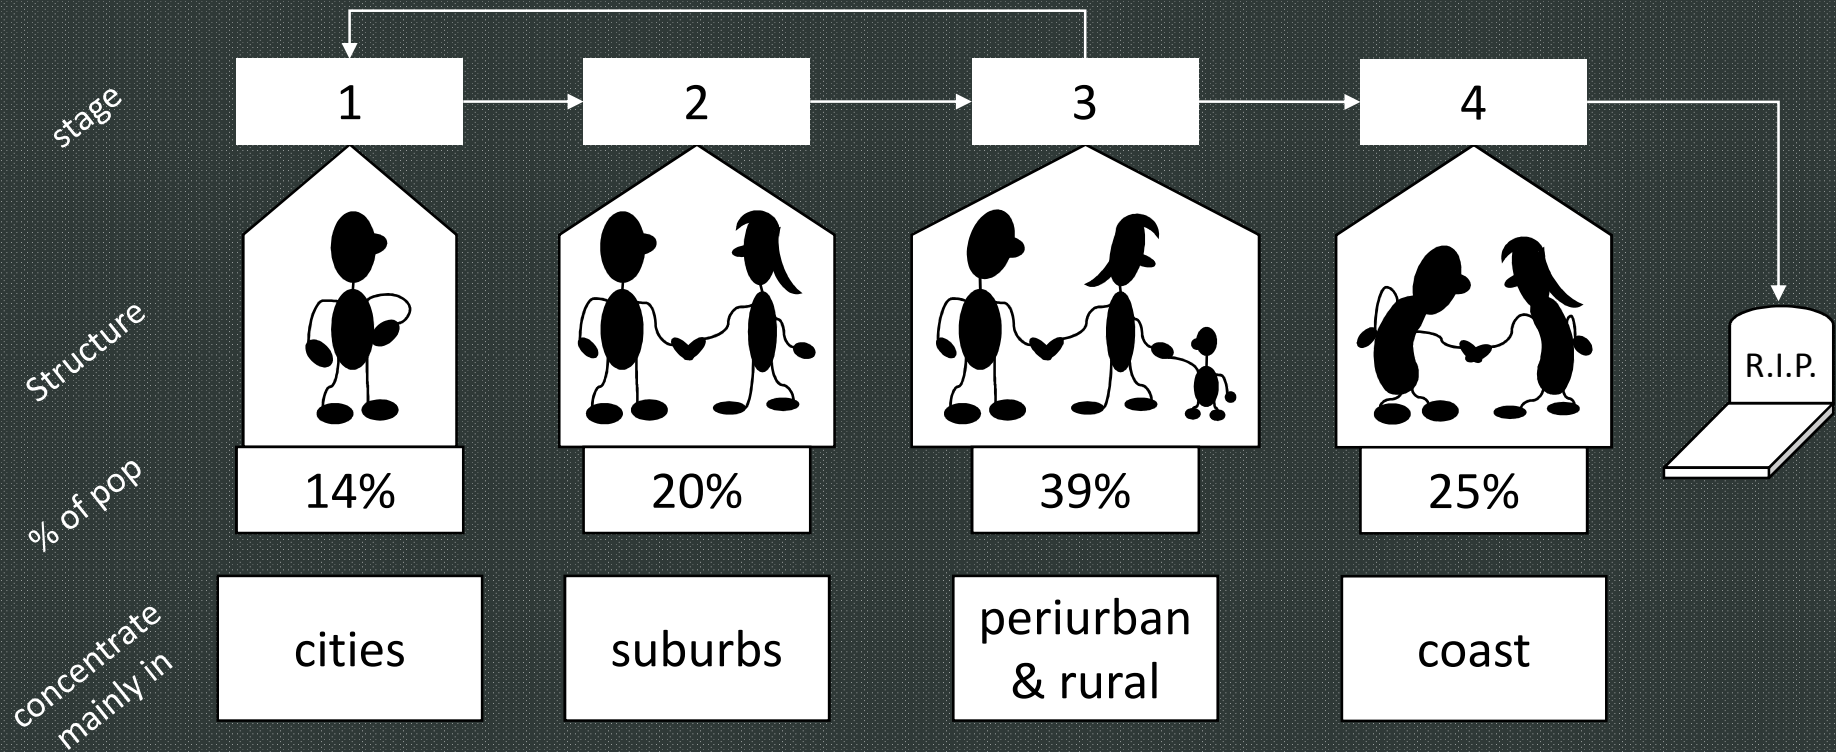 stage
1
2
3
4
Structure
R.I.P.
% of pop
14%
20%
39%
25%
concentrate
mainly in
cities
suburbs
periurban
& rural
coast